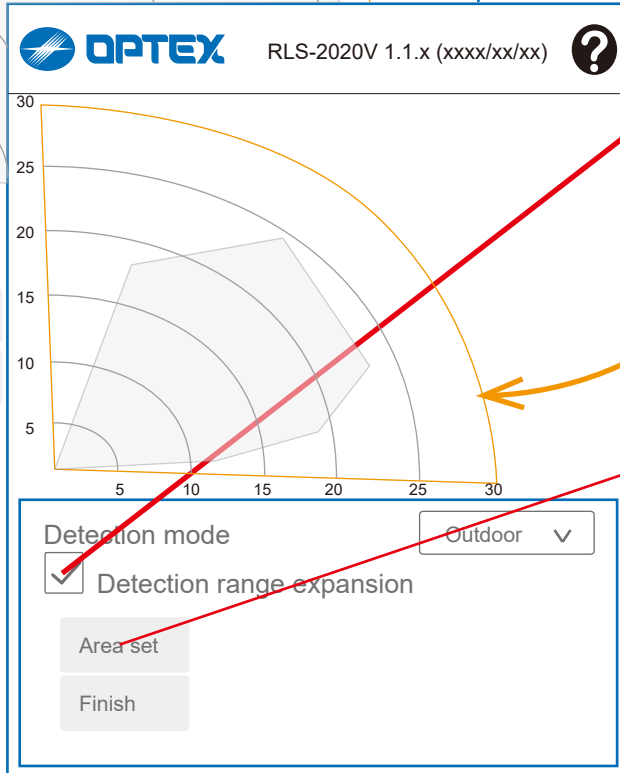 OPTEX RLS-2020V 1.1.x (xxxx/xx/xx) ?
30
25
20
15
10
5
5 10 15 20 25 30
Detection mode Outdoor
Detection range expansion
Area set
Finish